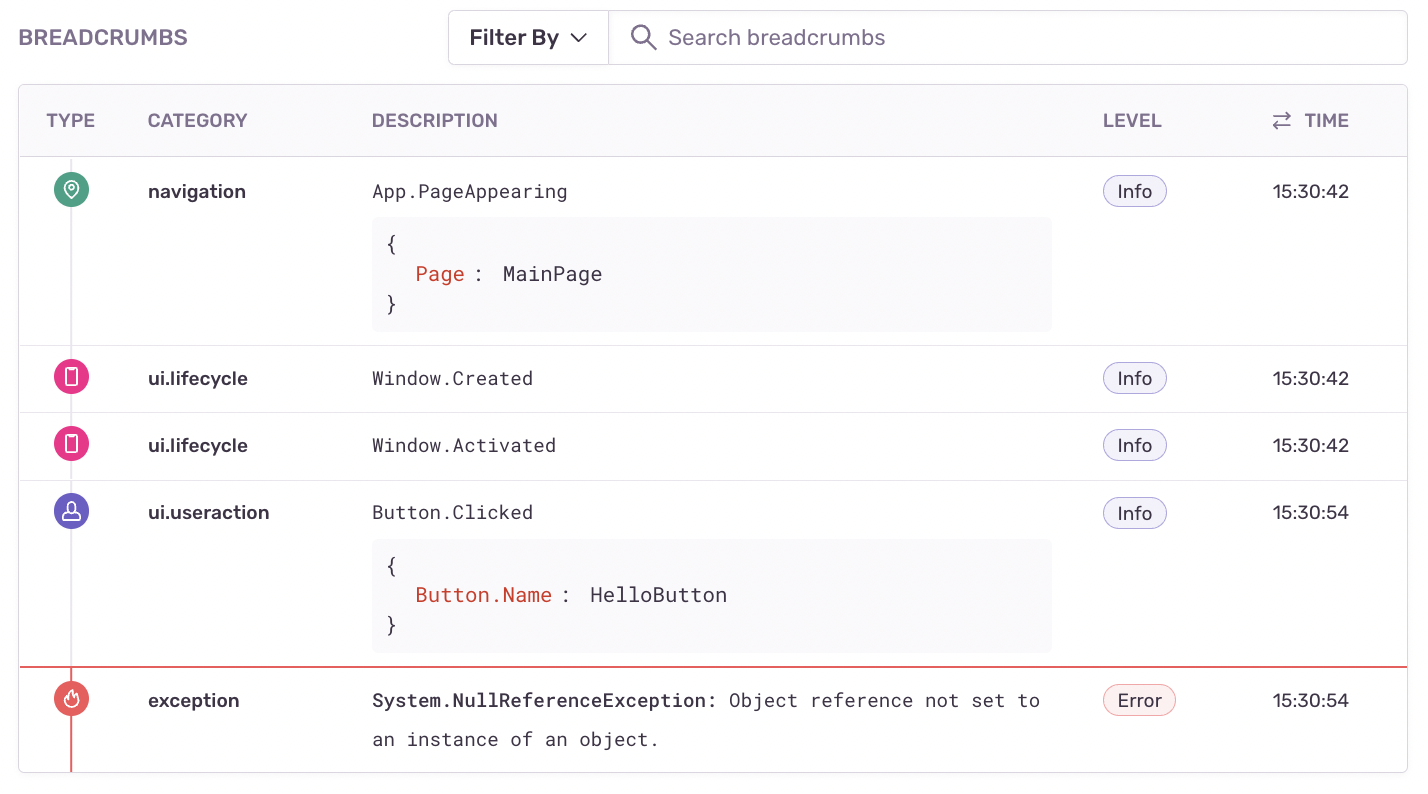 BREADCRUMBS
Filter By
Search breadcrumbs
TYPE CATEGORY DESCRIPTION LEVEL TIME
navigation App.PageAppearing Info 15:30:42
{
Page : MainPage
}
ui.lifecycle Window.Created Info 15:30:42
ui.lifecycle Window.Activated Info 15:30:42
ui.useraction Button.Clicked Info 15:30:54
{
Button.Name : HelloButton
}
exception System.NullReferenceException: Object reference not set to Error 15:30:54
an instance of an object.